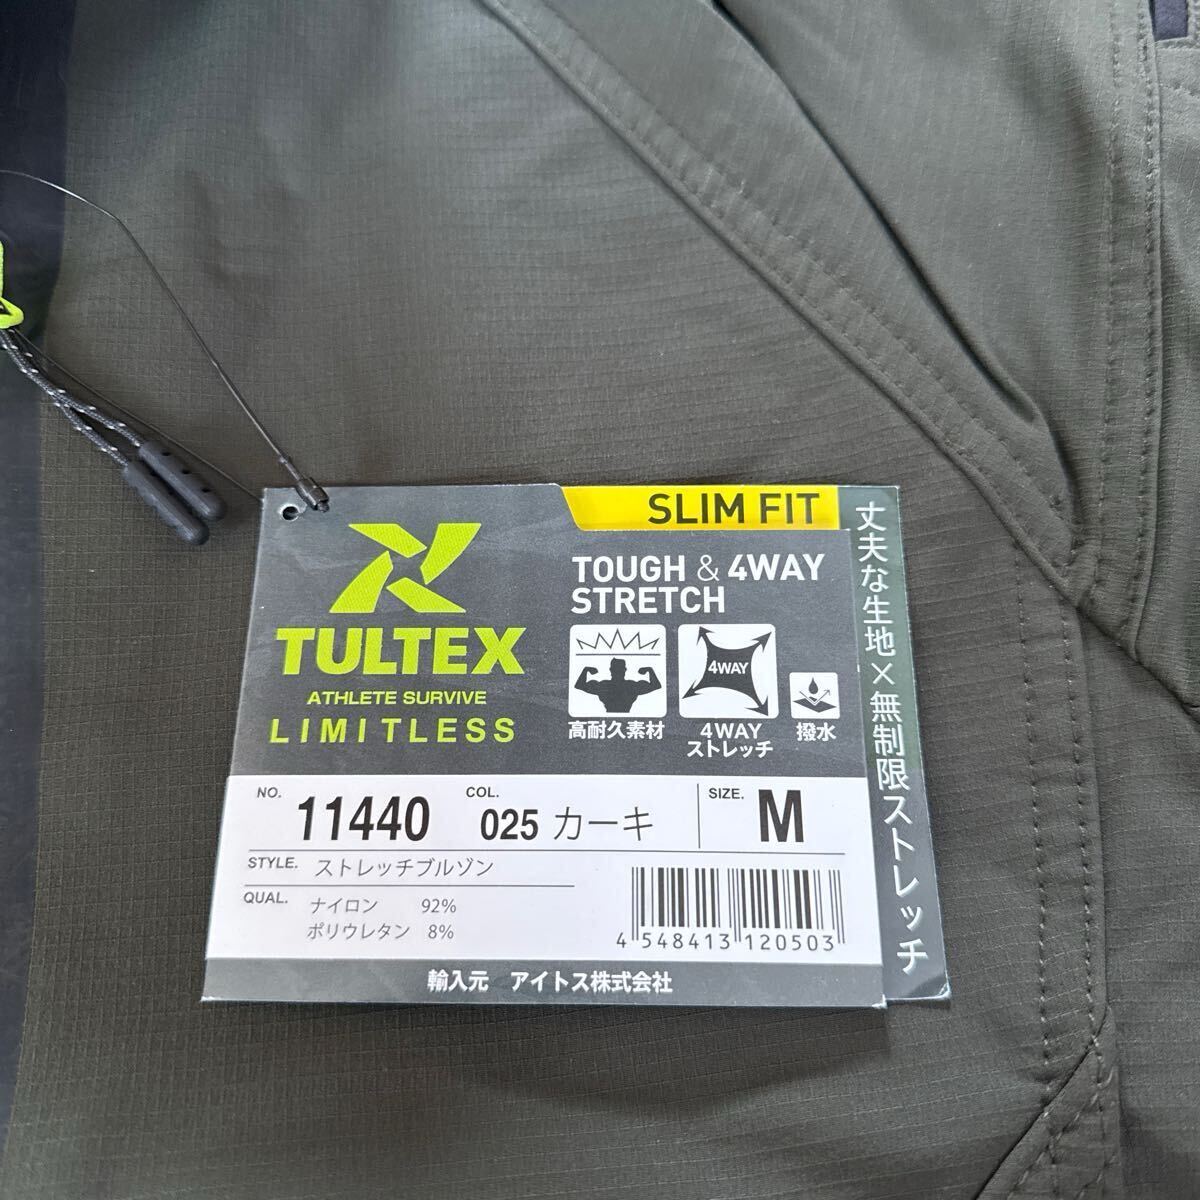 SLIM FIT
TOUGH & 4WAY
STRETCH
TULTEX
ATHLETE SURVIVE
LIMITLESS
4WAY
高耐久素材
4WAY
ストレッチ
撥水
丈夫な生地×無制限ストレッチ
NO. 11440 COL. 025 カーキ SIZE. M
STYLE. ストレッチブルゾン
QUAL. ナイロン 92%
ポリウレタン 8%
4 548413 120503
輸入元 アイトス株式会社